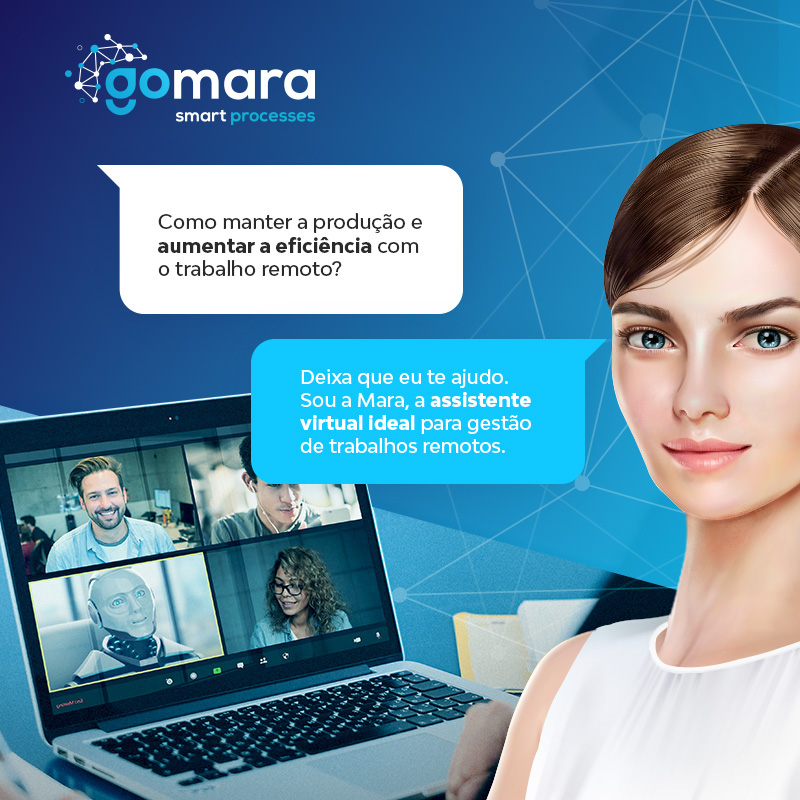 gomara
smart processes
Como manter a produção e
aumentar a eficiência com
o trabalho remoto?
Deixa que eu te ajudo.
Sou a Mara, a assistente
virtual ideal para gestão
de trabalhos remotos.